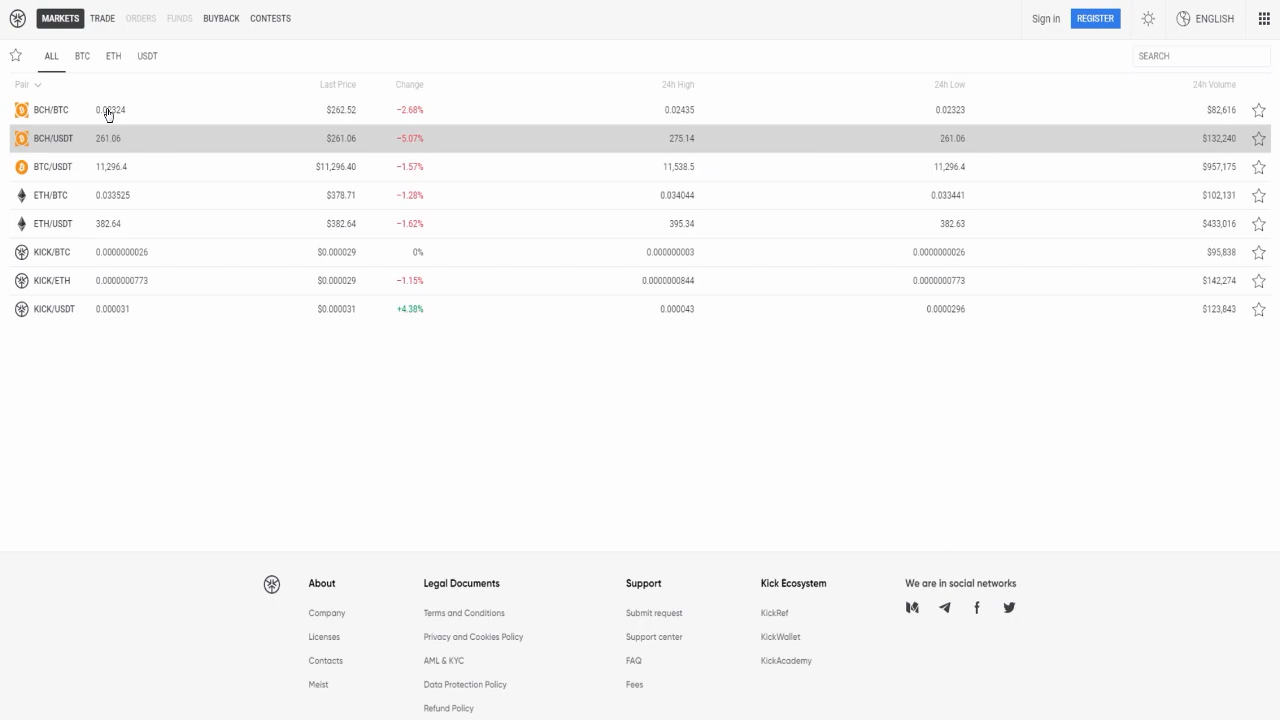 MARKETS TRADE ORDERS FUNDS BUYBACK CONTESTS Sign in REGISTER ENGLISH
ALL BTC ETH USDT SEARCH
Pair Last Price Change 24h High 24h Low 24h Volume
BCH/BTC $262.52 −2.68% 0.02435 0.02323 $82,616
BCH/USDT 261.06 $261.06 −5.07% 275.14 261.06 $132,240
BTC/USDT 11,296.4 $11,296.40 −1.57% 11,538.5 11,296.4 $957,175
ETH/BTC 0.033525 $378.71 −1.28% 0.034044 0.033441 $102,131
ETH/USDT 382.64 $382.64 −1.62% 395.34 382.63 $433,016
KICK/BTC 0.0000000026 $0.000029 0% 0.000000003 0.0000000026 $95,838
KICK/ETH 0.0000000773 $0.000029 −1.15% 0.0000000844 0.0000000773 $142,274
KICK/USDT 0.000031 $0.000031 +4.38% 0.000043 0.0000296 $123,843
About Legal Documents Support Kick Ecosystem We are in social networks
Company Terms and Conditions Submit request KickRef
Licenses Privacy and Cookies Policy Support center KickWallet
Contacts AML & KYC FAQ KickAcademy
Meist Data Protection Policy Fees
Refund Policy